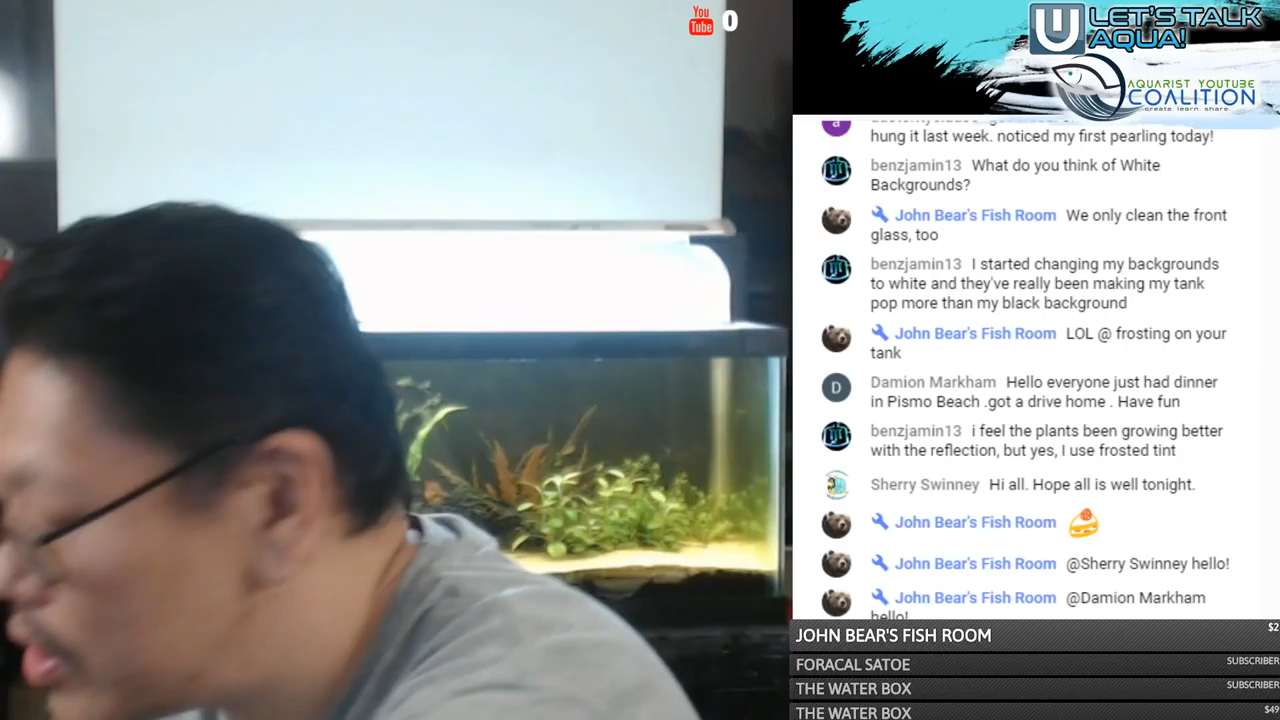 You
Tube
0
LET'S TALK
AQUA!
AQUARIST YOUTUBE
COALITION
create. learn. share.
hung it last week. noticed my first pearling today!
benzjamin13 What do you think of White
Backgrounds?
John Bear's Fish Room We only clean the front
glass, too
benzjamin13 I started changing my backgrounds
to white and they've really been making my tank
pop more than my black background
John Bear's Fish Room LOL @ frosting on your
tank
Damion Markham Hello everyone just had dinner
in Pismo Beach .got a drive home . Have fun
benzjamin13 i feel the plants been growing better
with the reflection, but yes, I use frosted tint
Sherry Swinney Hi all. Hope all is well tonight.
John Bear's Fish Room
John Bear's Fish Room @Sherry Swinney hello!
John Bear's Fish Room @Damion Markham
hello!
JOHN BEAR'S FISH ROOM $2
FORACAL SATOE SUBSCRIBER
THE WATER BOX SUBSCRIBER
THE WATER BOX $49